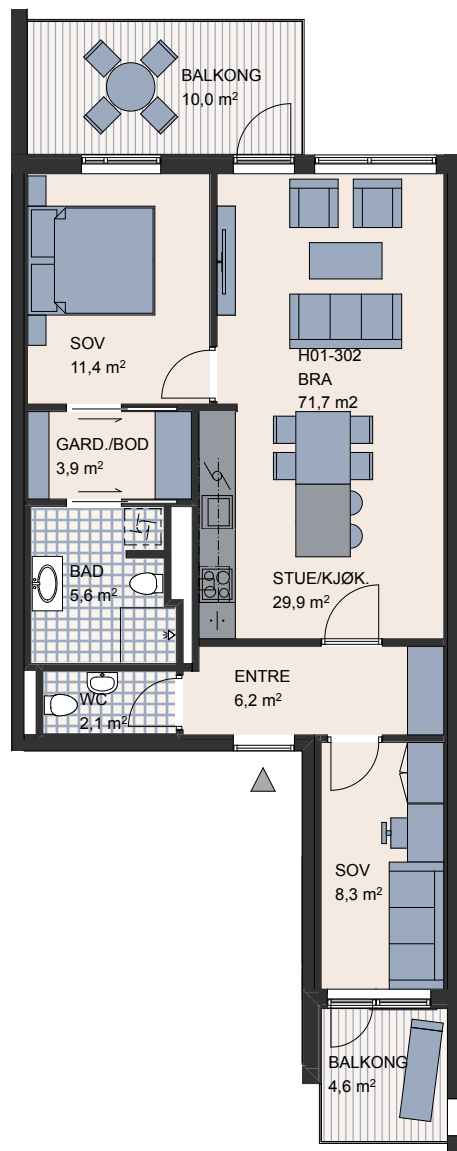 BALKONG
10,0 m²
SOV
11,4 m²
H01-302
BRA
71,7 m2
GARD./BOD
3,9 m²
BAD
5,6 m²
STUE/KJØK.
29,9 m²
ENTRE
6,2 m²
WC
2,1 m²
SOV
8,3 m²
BALKONG
4,6 m²